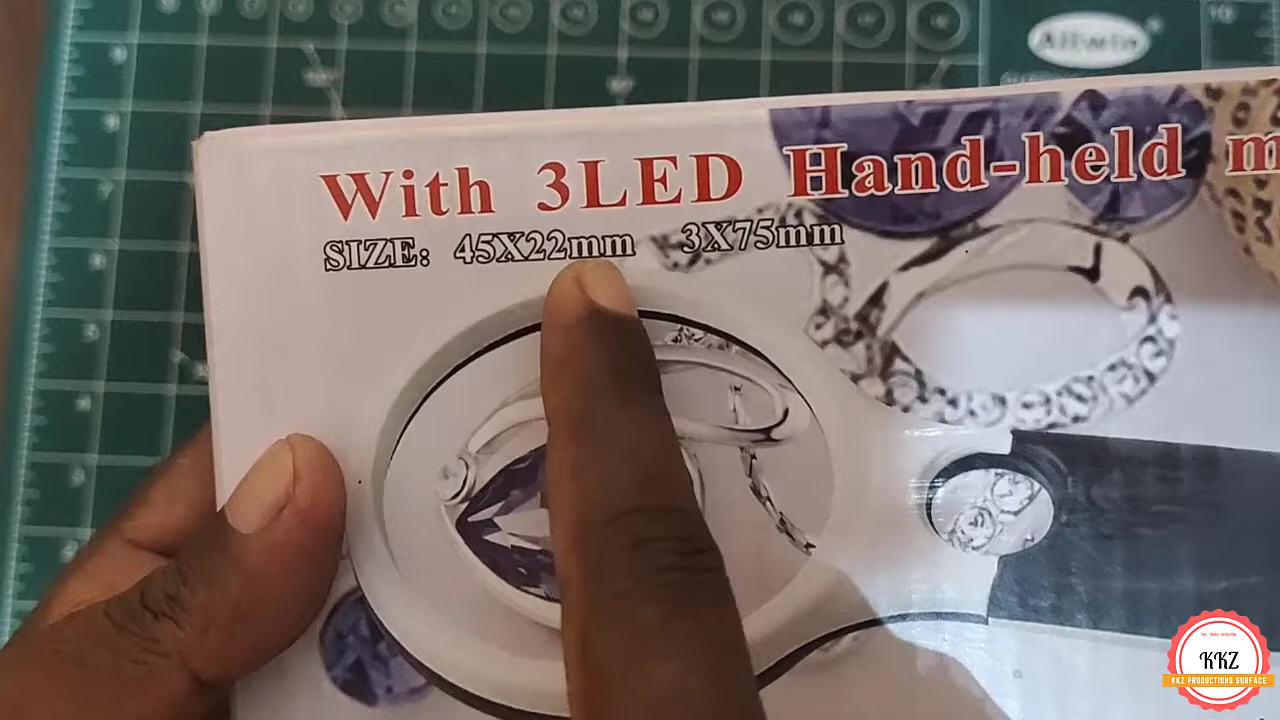 Allwin
With 3LED Hand-held m
SIZE: 45X22mm 3X75mm
KKZ
KKZ PRODUCTIONS SURFACE